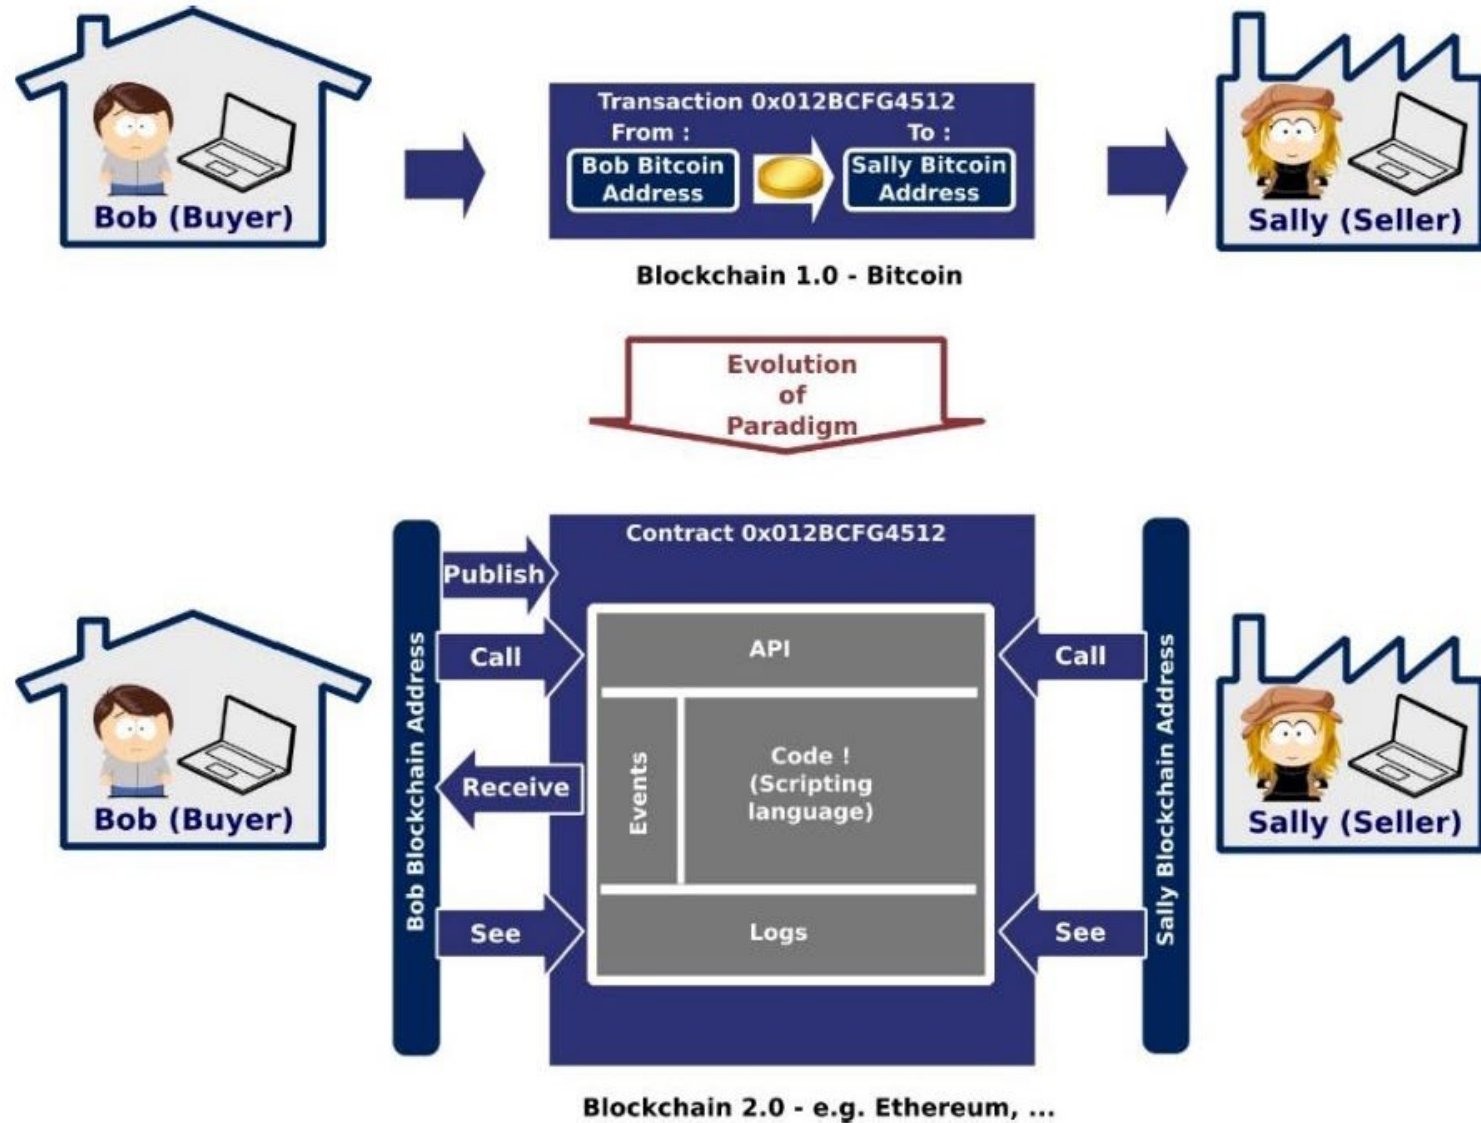 Transaction 0x012BCFG4512
From :
To :
Bob Bitcoin
Address
Sally Bitcoin
Address
Bob (Buyer)
Sally (Seller)
Blockchain 1.0 - Bitcoin
Evolution
of
Paradigm
Contract 0x012BCFG4512
Publish
Call
API
Call
Bob Blockchain Address
Sally Blockchain Address
Receive
Events
Code !
(Scripting
language)
Bob (Buyer)
Sally (Seller)
See
Logs
See
Blockchain 2.0 - e.g. Ethereum, ...